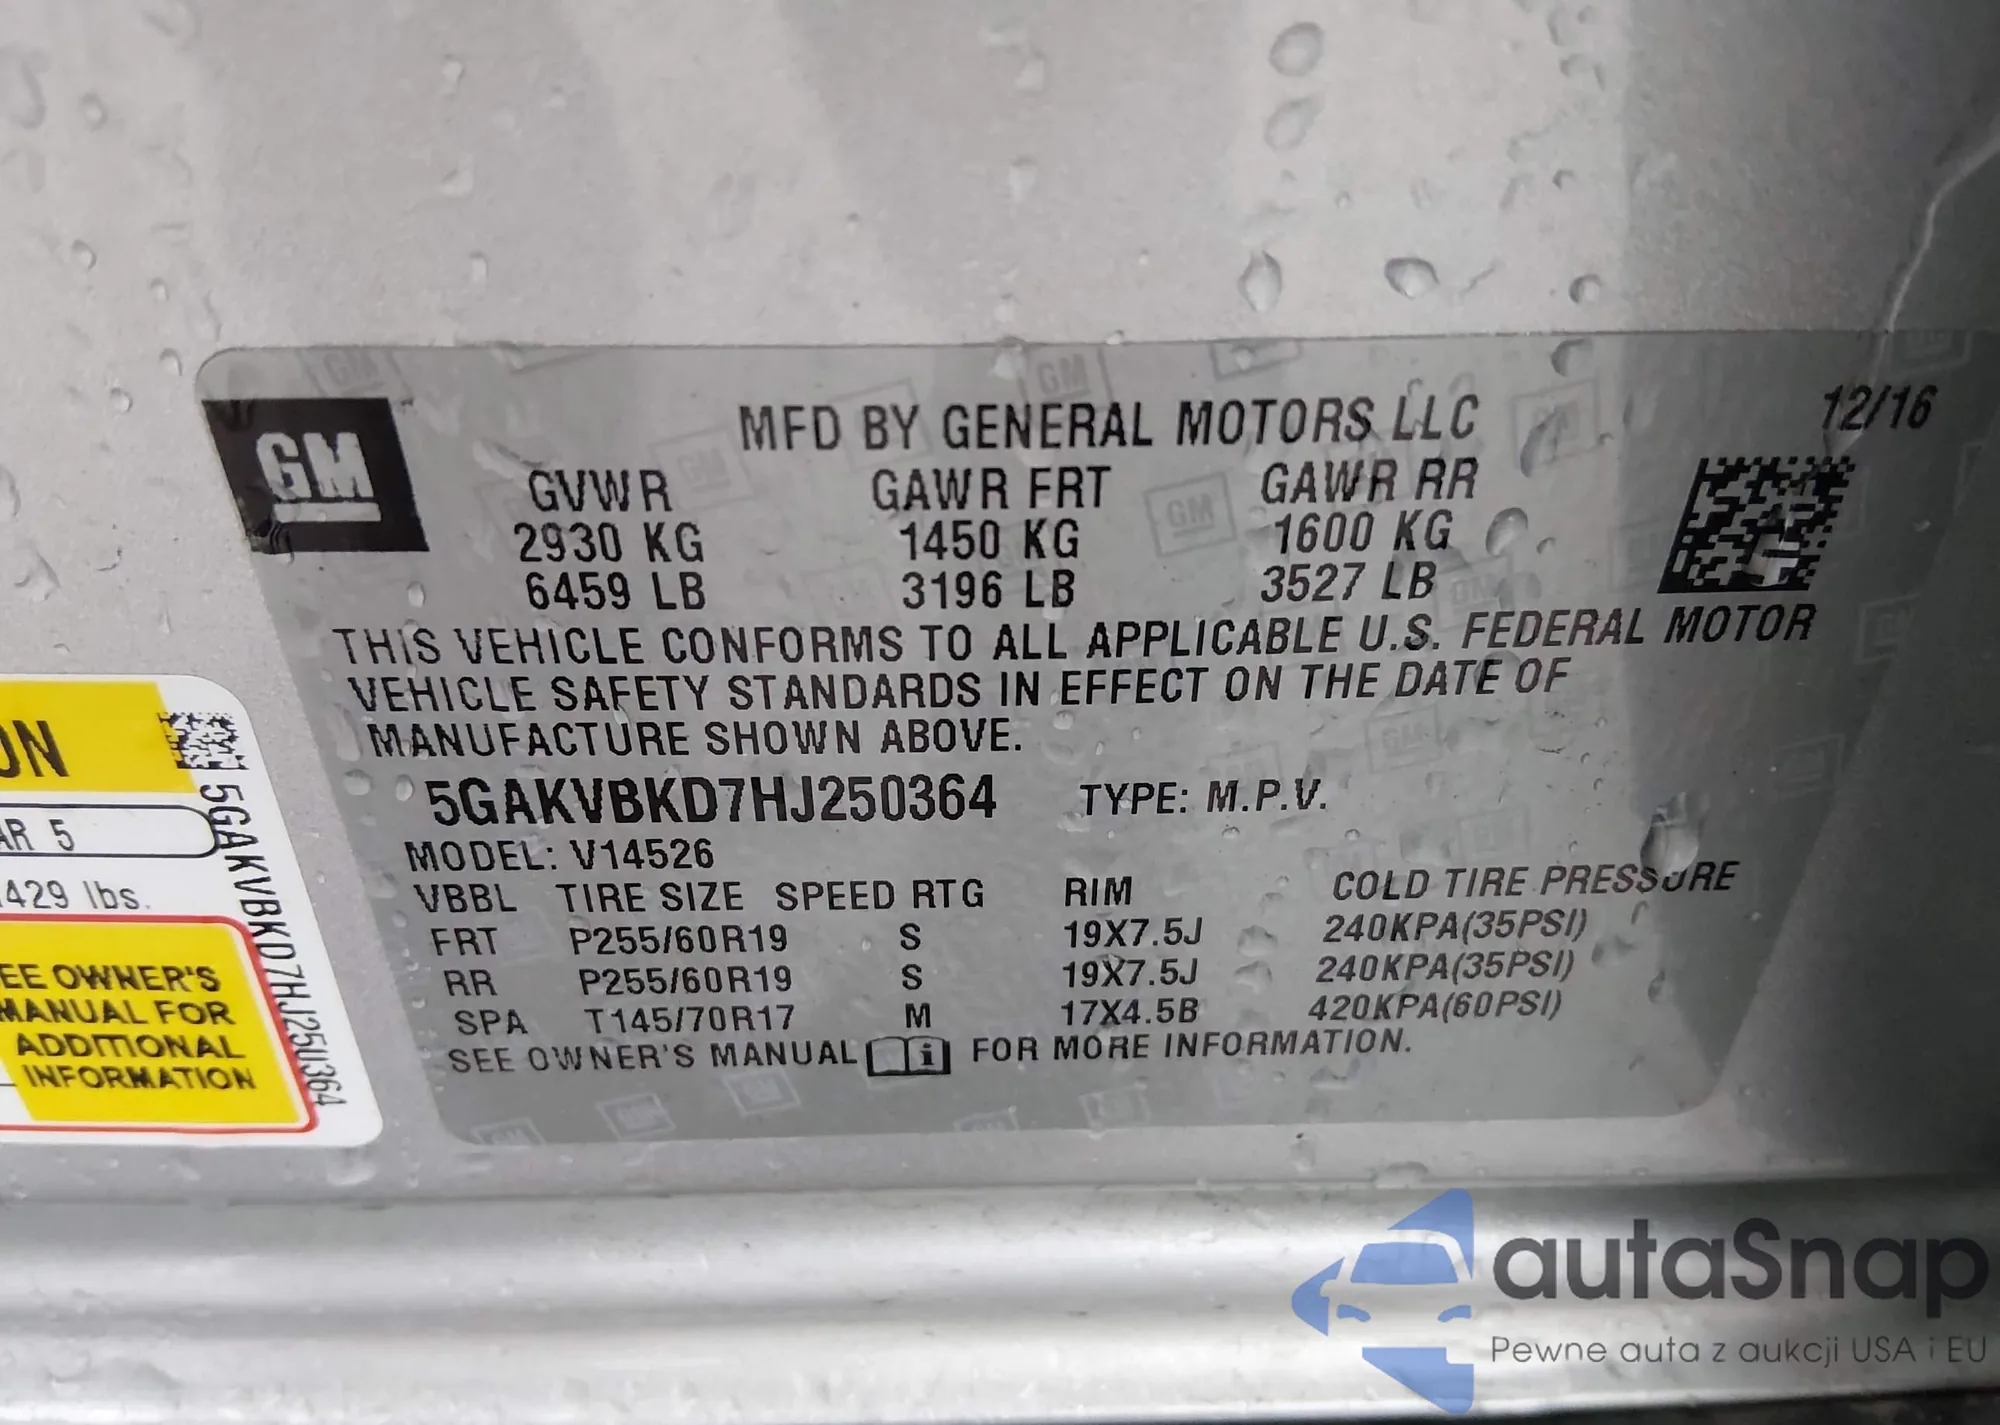 GM
MFD BY GENERAL MOTORS LLC
12/16
GVWR GAWR FRT GAWR RR
2930 KG 1450 KG 1600 KG
6459 LB 3196 LB 3527 LB
THIS VEHICLE CONFORMS TO ALL APPLICABLE U.S. FEDERAL MOTOR
VEHICLE SAFETY STANDARDS IN EFFECT ON THE DATE OF
MANUFACTURE SHOWN ABOVE.
5GAKVBKD7HJ250364 TYPE: M.P.V.
MODEL: V14526
VBBL TIRE SIZE SPEED RTG RIM COLD TIRE PRESSURE
FRT P255/60R19 S 19X7.5J 240KPA(35PSI)
RR P255/60R19 S 19X7.5J 240KPA(35PSI)
SPA T145/70R17 M 17X4.5B 420KPA(60PSI)
SEE OWNER'S MANUAL i FOR MORE INFORMATION.
ON
AR 5
429 lbs.
EE OWNER'S
MANUAL FOR
ADDITIONAL
INFORMATION
5GAKVBKD7HJ250364
autaSnap
Pewne auta z aukcji USA i EU